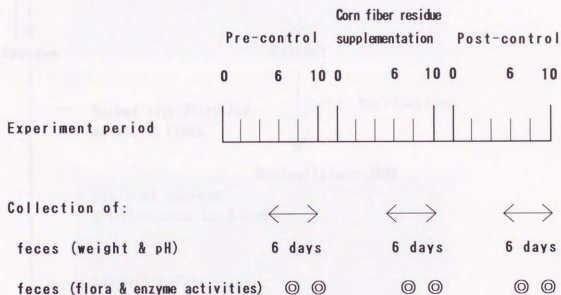 Corn fiber residue
Pre-control supplementation Post-control
0 6 10 0 6 10 0 6 10
Experiment period
Collection of:
feces (weight & pH) 6 days 6 days 6 days
feces (flora & enzyme activities) ◎ ◎ ◎ ◎ ◎ ◎